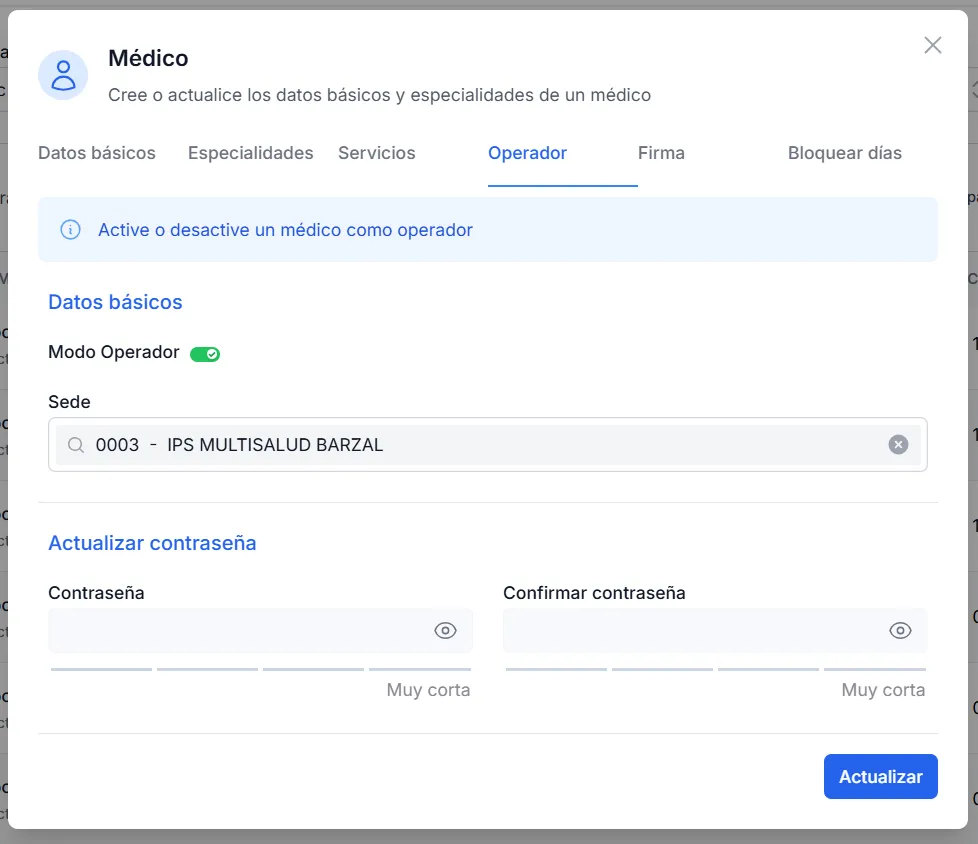 Médico
Cree o actualice los datos básicos y especialidades de un médico
Datos básicos Especialidades Servicios Operador Firma Bloquear días
Active o desactive un médico como operador
Datos básicos
Modo Operador
Sede
0003 - IPS MULTISALUD BARZAL
Actualizar contraseña
Contraseña Confirmar contraseña
Muy corta Muy corta
Actualizar